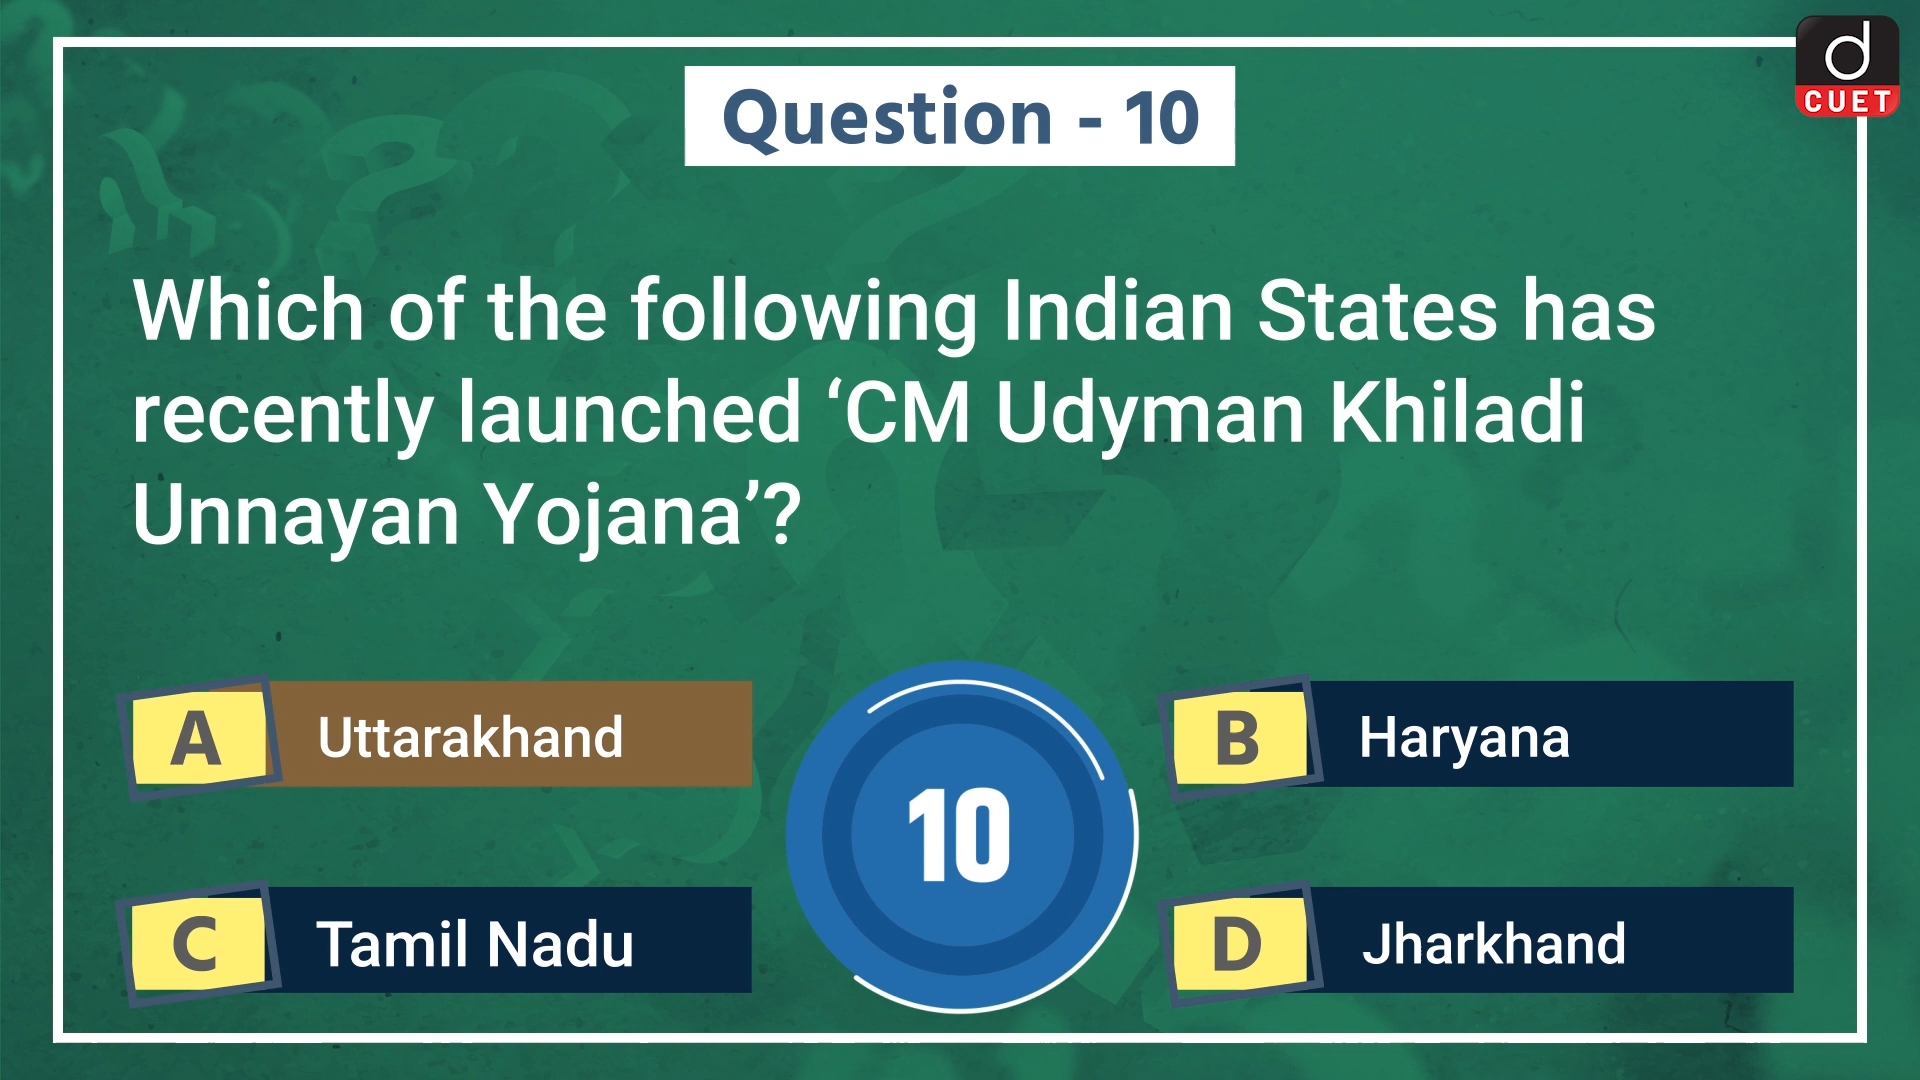 d
CUET
Question - 10
Which of the following Indian States has
recently launched ‘CM Udyman Khiladi
Unnayan Yojana’?
A Uttarakhand
B Haryana
10
C Tamil Nadu
D Jharkhand